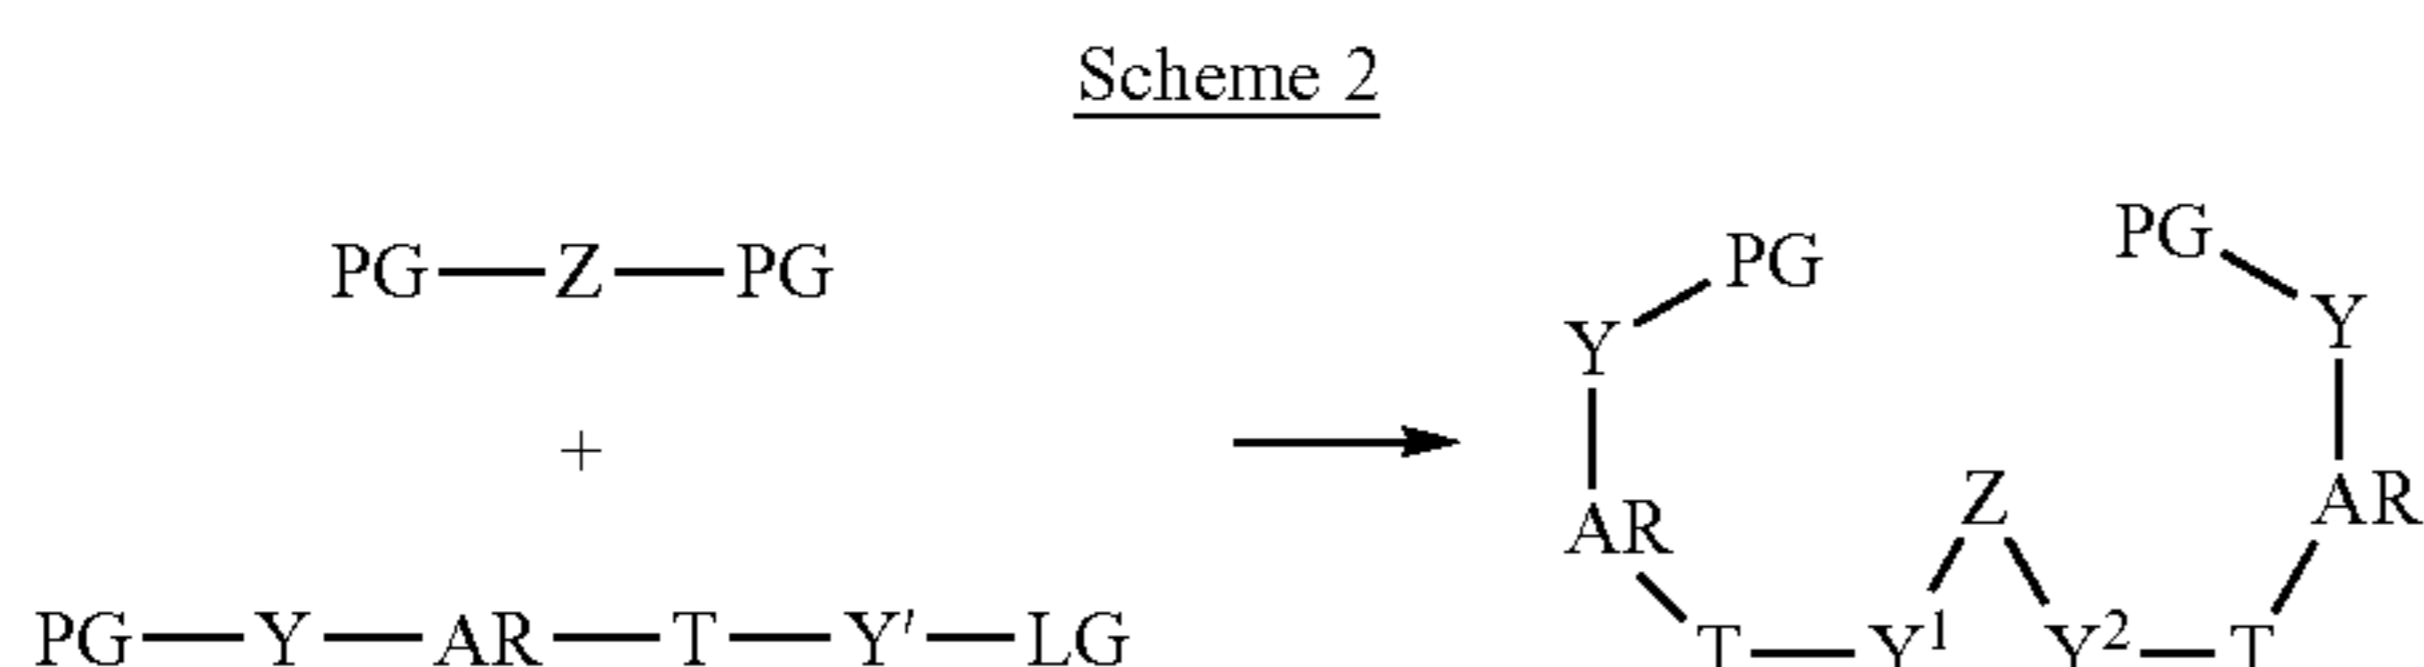 Scheme 2
PG—Z—PG
+
PG—Y—AR—T—Y'—LG
PG
PG
Y
Y
AR
Z
AR
T—Y¹
Y²—T